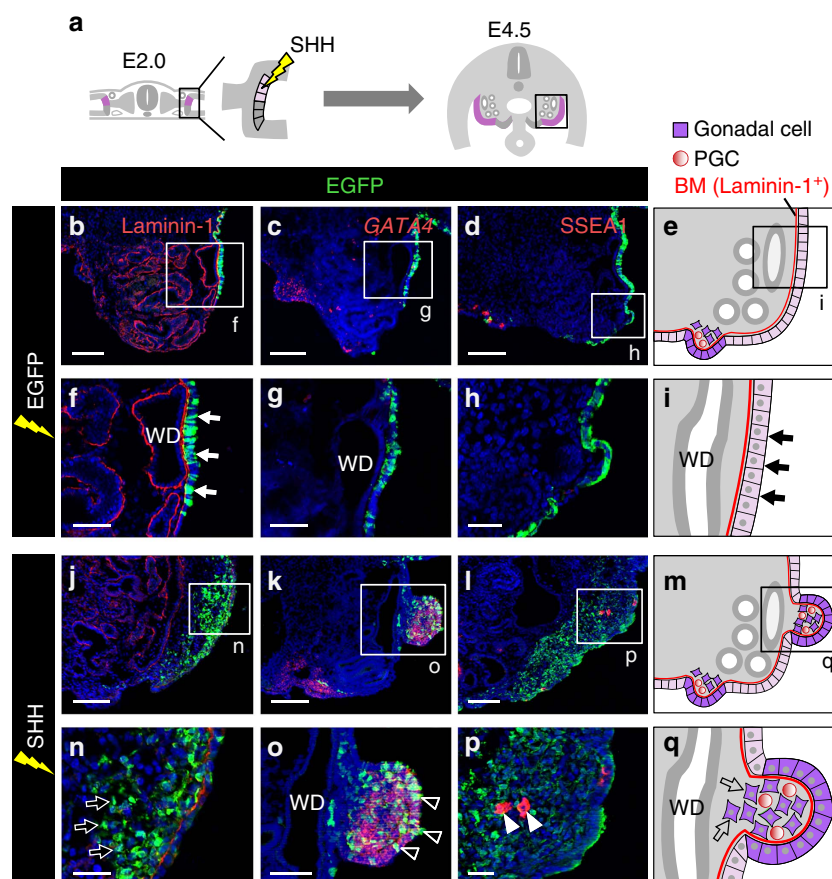 a
E2.0
SHH
E4.5
Gonadal cell
PGC
BM (Laminin-1+)
EGFP
EGFP
b Laminin-1
f
c GATA4
g
d SSEA1
h
e
i
f WD
g WD
h
i WD
SHH
j
n
k
o
l
p
m
q
n
o WD
p
q WD